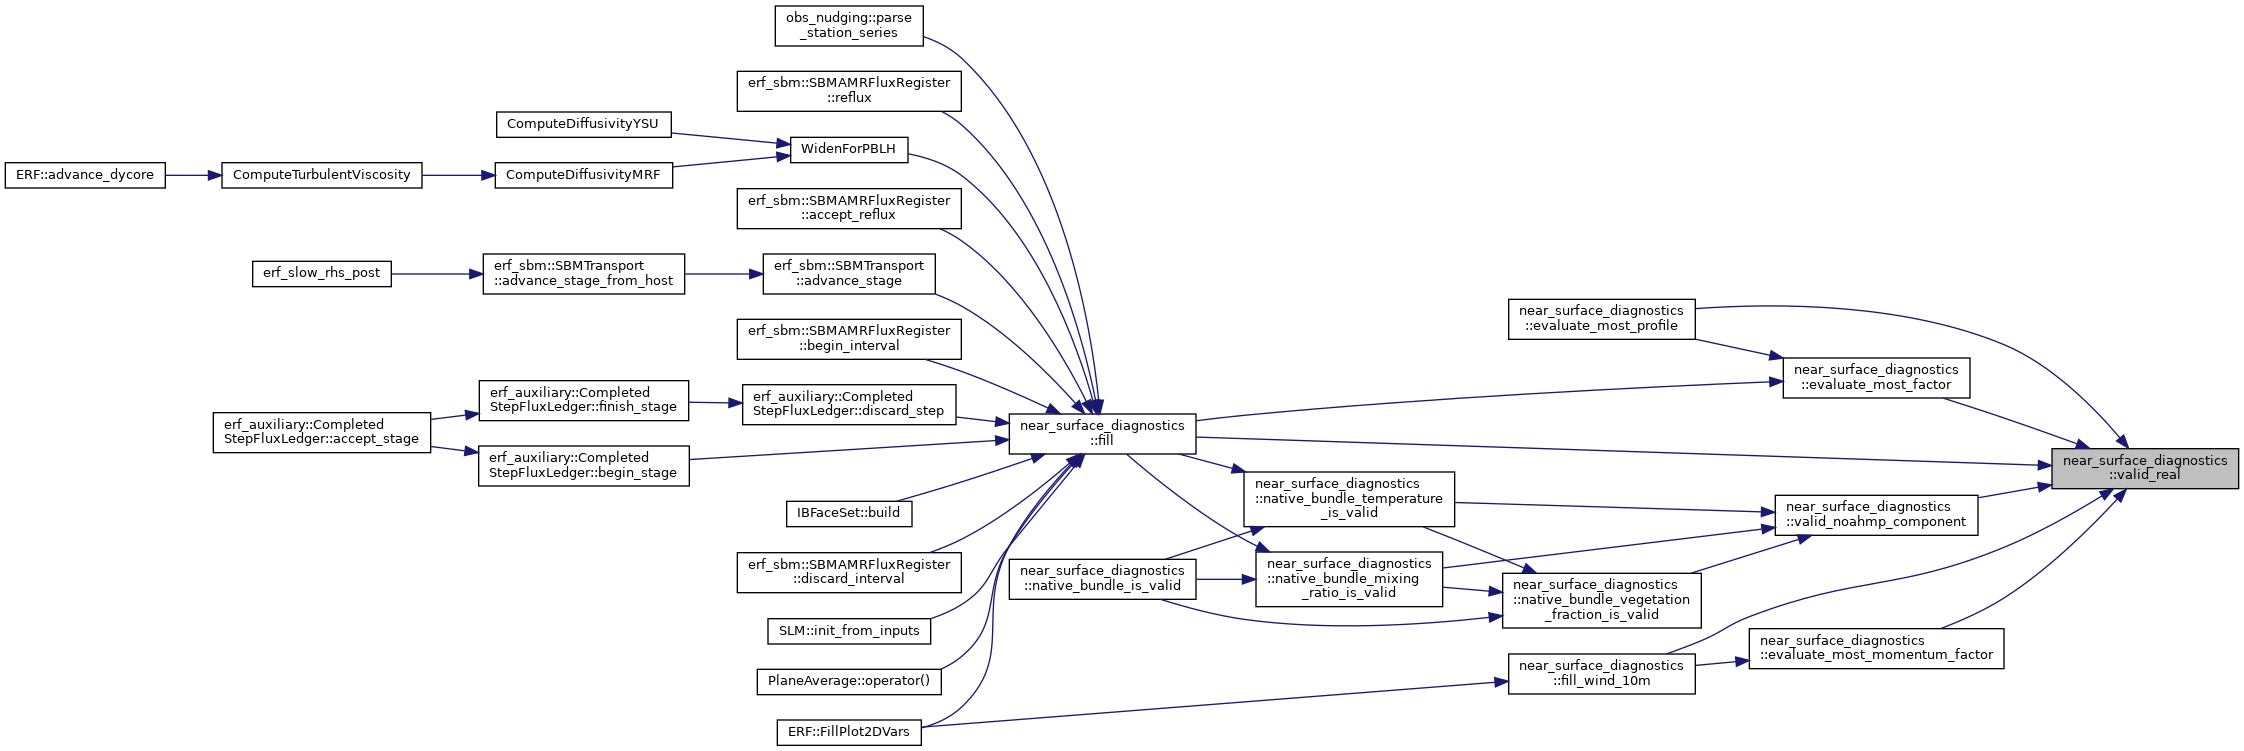 obs_nudging::parse
_station_series
erf_sbm::SBMAMRFluxRegister
::reflux
ComputeDiffusivityYSU
WidenForPBLH
ERF::advance_dycore
ComputeTurbulentViscosity
ComputeDiffusivityMRF
erf_sbm::SBMAMRFluxRegister
::accept_reflux
erf_slow_rhs_post
erf_sbm::SBMTransport
::advance_stage_from_host
erf_sbm::SBMTransport
::advance_stage
near_surface_diagnostics
::evaluate_most_profile
erf_sbm::SBMAMRFluxRegister
::begin_interval
near_surface_diagnostics
::evaluate_most_factor
erf_auxiliary::Completed
StepFluxLedger::finish_stage
erf_auxiliary::Completed
StepFluxLedger::discard_step
erf_auxiliary::Completed
StepFluxLedger::accept_stage
near_surface_diagnostics
::fill
erf_auxiliary::Completed
StepFluxLedger::begin_stage
near_surface_diagnostics
::valid_real
near_surface_diagnostics
::native_bundle_temperature
_is_valid
IBFaceSet::build
near_surface_diagnostics
::valid_noahmp_component
erf_sbm::SBMAMRFluxRegister
::discard_interval
near_surface_diagnostics
::native_bundle_is_valid
near_surface_diagnostics
::native_bundle_mixing
_ratio_is_valid
near_surface_diagnostics
::native_bundle_vegetation
_fraction_is_valid
SLM::init_from_inputs
near_surface_diagnostics
::evaluate_most_momentum_factor
PlaneAverage::operator()
near_surface_diagnostics
::fill_wind_10m
ERF::FillPlot2DVars